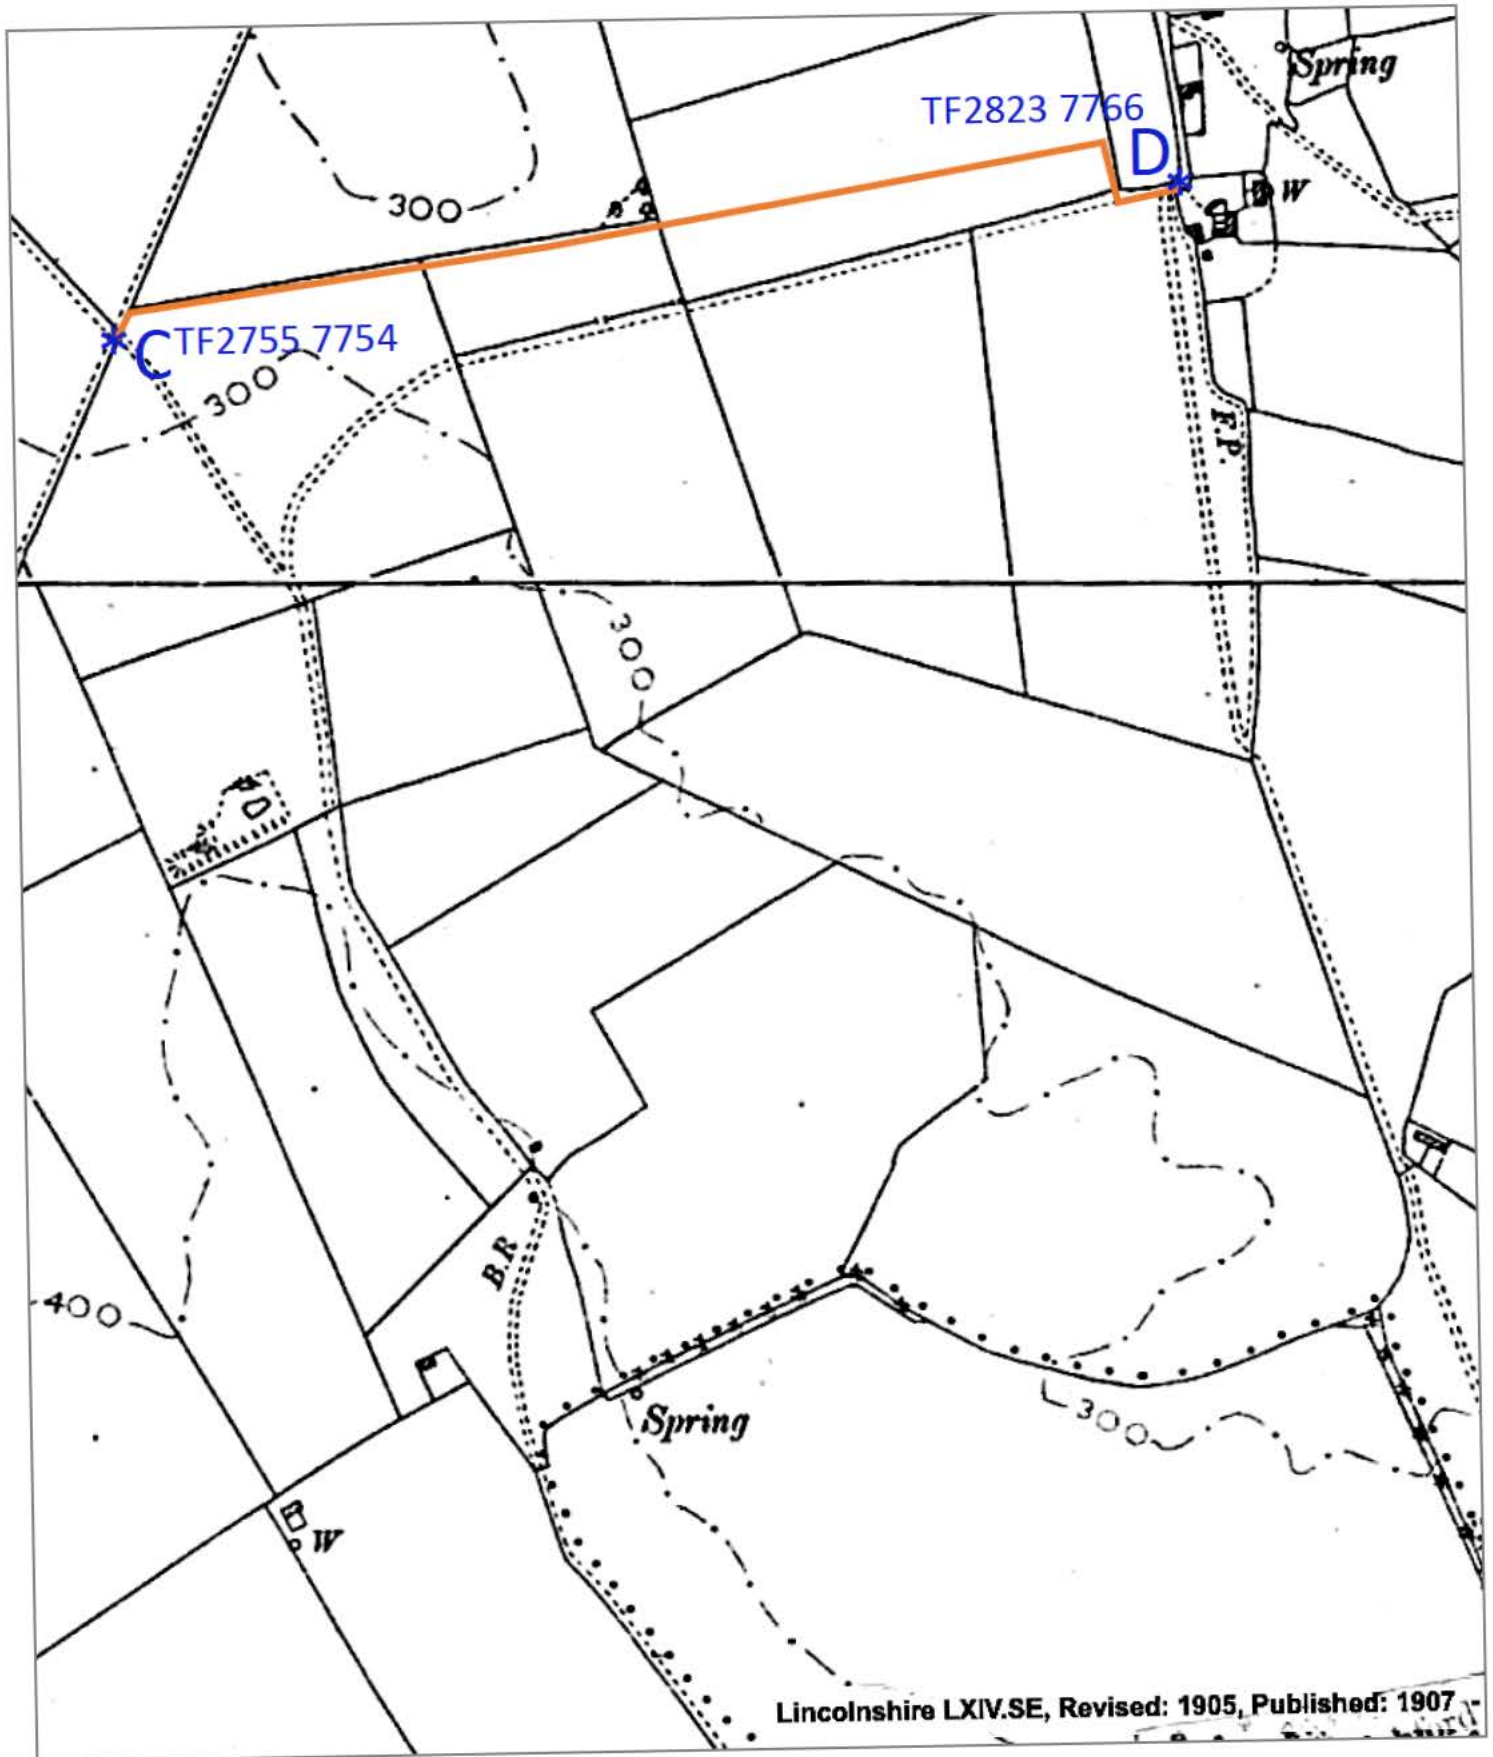 Spring
TF2823 7766
D
W
300
C TF2755 7754
300
F.P.
300
B.R
400
Spring
300
W
Lincolnshire LXIV.SE, Revised: 1905, Published: 1907